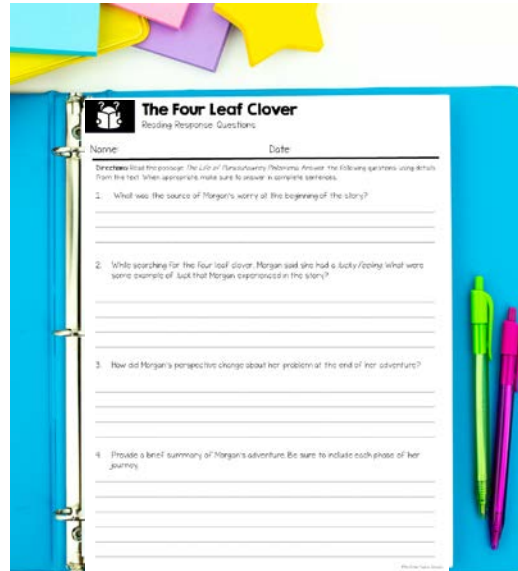 The Four Leaf Clover
Reading Response Questions
Name: Date:
Directions: Read the passage, The Life of Punxsutawney Philomena. Answer the following questions using details
from the text. When appropriate, make sure to answer in complete sentences.
1. What was the source of Morgan's worry at the beginning of the story?
2. While searching for the four leaf clover, Morgan said she had a lucky feeling. What were
some example of luck that Morgan experienced in the story?
3. How did Morgan's perspective change about her problem at the end of her adventure?
4. Provide a brief summary of Morgan's adventure. Be sure to include each phase of her
journey.